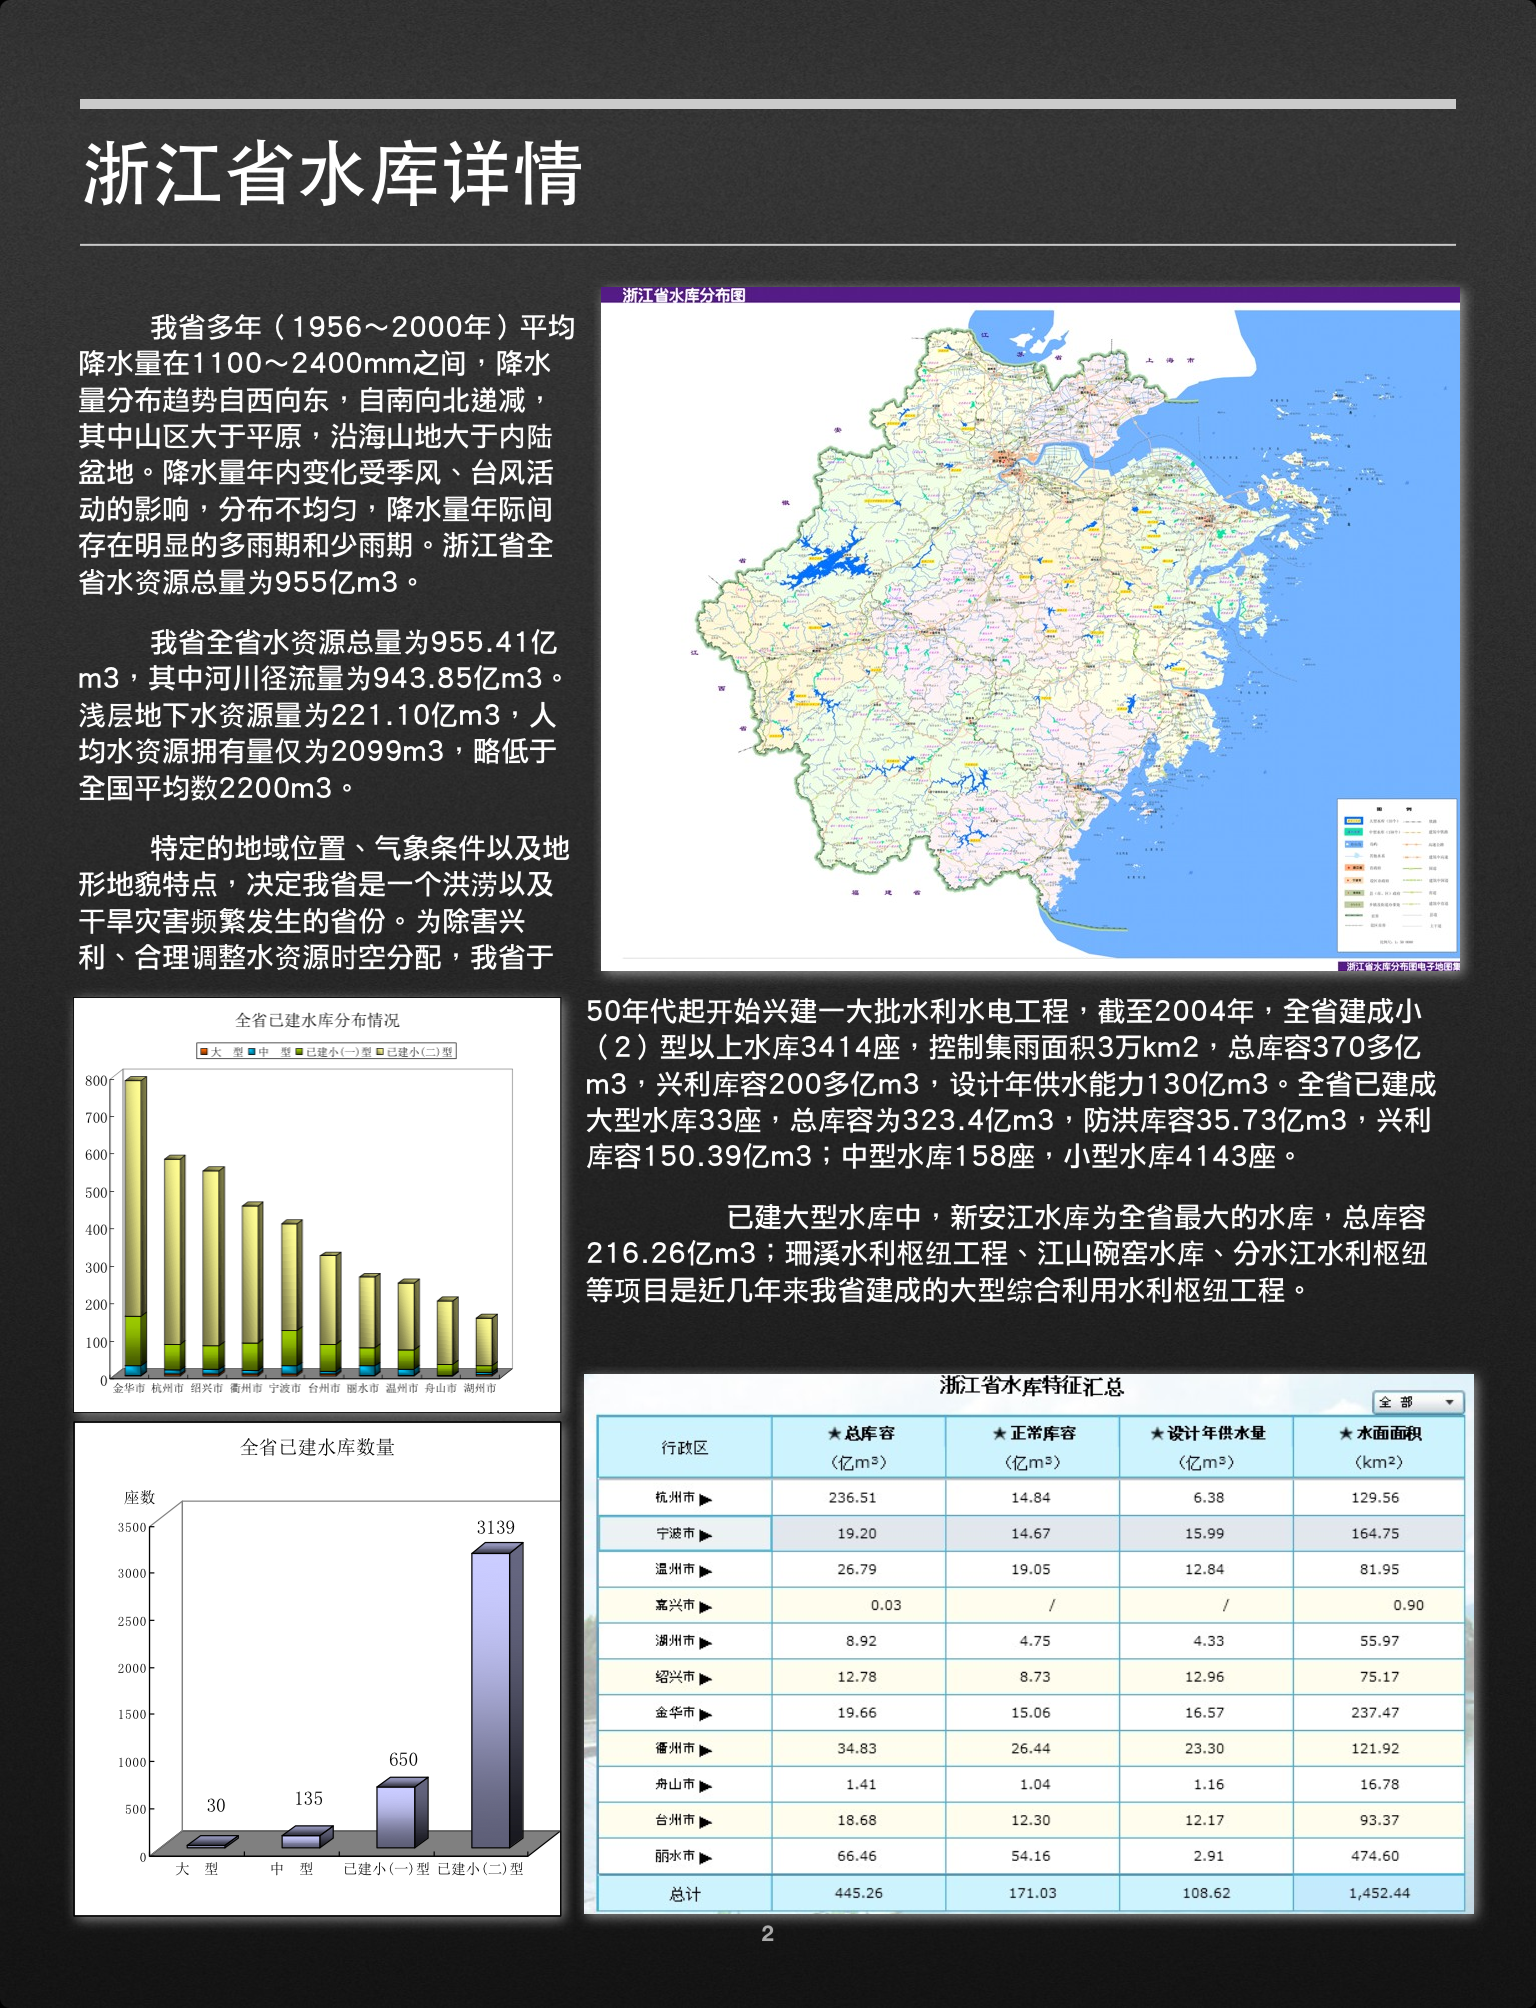 浙江省水库详情
我省多年（1956～2000年）平均
降水量在1100～2400mm之间，降水
量分布趋势自西向东，自南向北递减，
其中山区大于平原，沿海山地大于内陆
盆地。降水量年内变化受季风、台风活
动的影响，分布不均匀，降水量年际间
存在明显的多雨期和少雨期。浙江省全
省水资源总量为955亿m3。
我省全省水资源总量为955.41亿
m3，其中河川径流量为943.85亿m3。
浅层地下水资源量为221.10亿m3，人
均水资源拥有量仅为2099m3，略低于
全国平均数2200m3。
特定的地域位置、气象条件以及地
形地貌特点，决定我省是一个洪涝以及
干旱灾害频繁发生的省份。为除害兴
利、合理调整水资源时空分配，我省于
浙江省水库分布图
江
苏
省
上 海 市
安
徽
省
江
西
省
福 建 省
图 例
浙江省水库分布图电子地图集
50年代起开始兴建一大批水利水电工程，截至2004年，全省建成小
（2）型以上水库3414座，控制集雨面积3万km2，总库容370多亿
m3，兴利库容200多亿m3，设计年供水能力130亿m3。全省已建成
大型水库33座，总库容为323.4亿m3，防洪库容35.73亿m3，兴利
库容150.39亿m3；中型水库158座，小型水库4143座。
已建大型水库中，新安江水库为全省最大的水库，总库容
216.26亿m3；珊溪水利枢纽工程、江山碗窑水库、分水江水利枢纽
等项目是近几年来我省建成的大型综合利用水利枢纽工程。
全省已建水库分布情况
大 型 中 型 已建小(一)型 已建小(二)型
800
700
600
500
400
300
200
100
0
金华市 杭州市 绍兴市 衢州市 宁波市 台州市 丽水市 温州市 舟山市 湖州市
全省已建水库数量
座数
3500
3000
2500
2000
1500
1000
500
0
30
135
650
3139
大 型 中 型 已建小(一)型 已建小(二)型
浙江省水库特征汇总
全 部
行政区 ★总库容（亿m³） ★正常库容（亿m³） ★设计年供水量（亿m³） ★水面面积（km²）
杭州市▶ 236.51 14.84 6.38 129.56
宁波市▶ 19.20 14.67 15.99 164.75
温州市▶ 26.79 19.05 12.84 81.95
嘉兴市▶ 0.03 / / 0.90
湖州市▶ 8.92 4.75 4.33 55.97
绍兴市▶ 12.78 8.73 12.96 75.17
金华市▶ 19.66 15.06 16.57 237.47
衢州市▶ 34.83 26.44 23.30 121.92
舟山市▶ 1.41 1.04 1.16 16.78
台州市▶ 18.68 12.30 12.17 93.37
丽水市▶ 66.46 54.16 2.91 474.60
总计 445.26 171.03 108.62 1,452.44
2